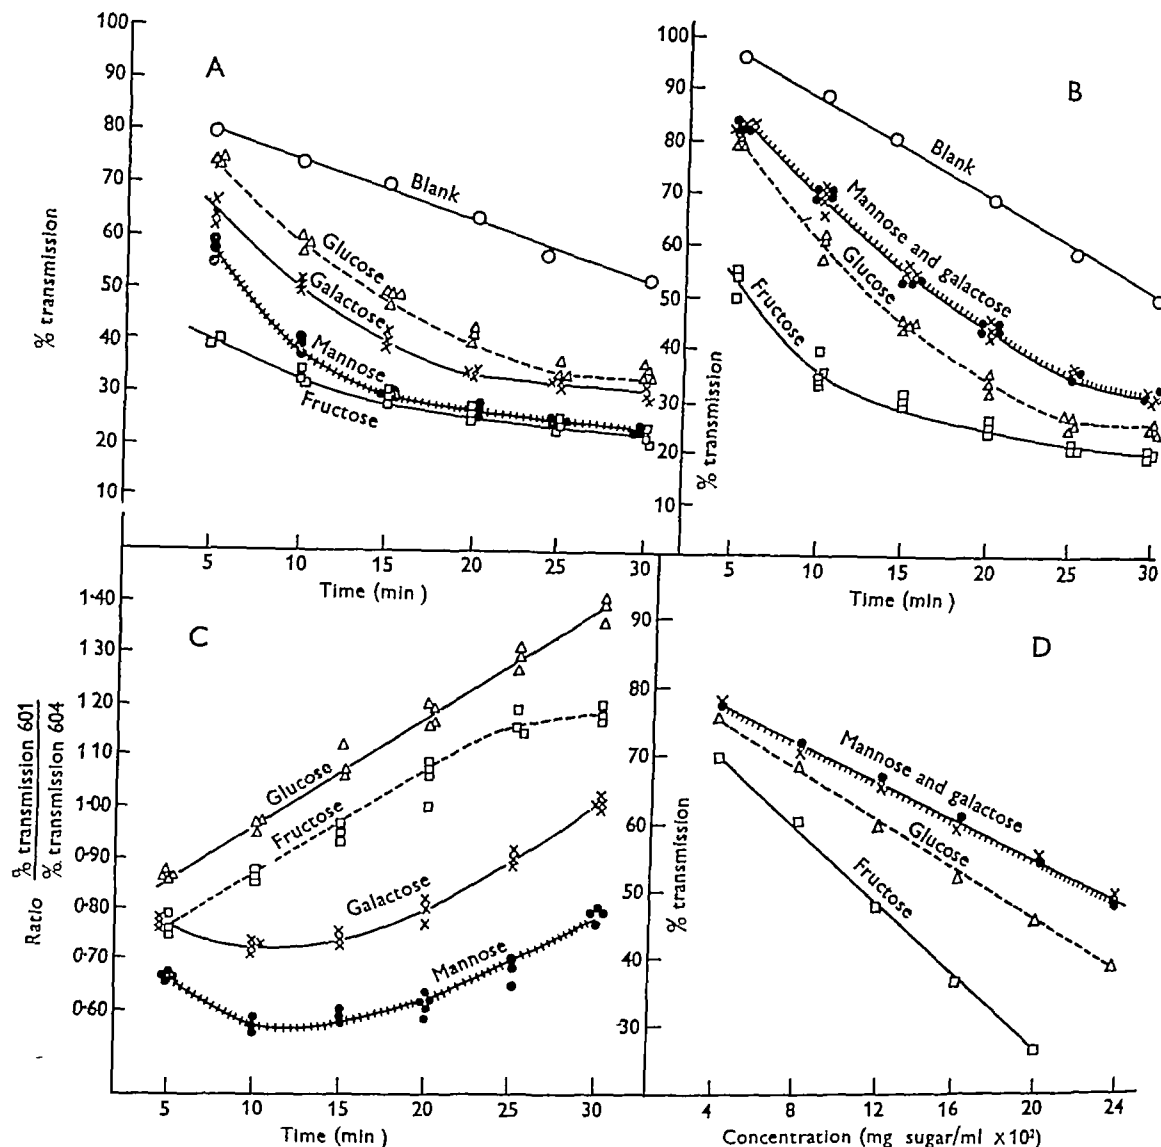 100
90
80
70
60
50
40
30
20
10
% transmission
A
Blank
Glucose
Galactose
Mannose
Fructose
5 10 15 20 25 30
Time (min )
100
90
80
70
60
50
40
30
20
10
% transmission
B
Blank
Mannose and galactose
Glucose
Fructose
5 10 15 20 25 30
Time (min )
1·40
1·30
1·20
1·10
1·00
0·90
0·80
0·70
0·60
Ratio % transmission 601
% transmission 604
C
Glucose
Fructose
Galactose
Mannose
5 10 15 20 25 30
Time (min )
90
80
70
60
50
40
30
% transmission
D
Mannose and galactose
Glucose
Fructose
4 8 12 16 20 24
Concentration (mg sugar/ml ×10²)